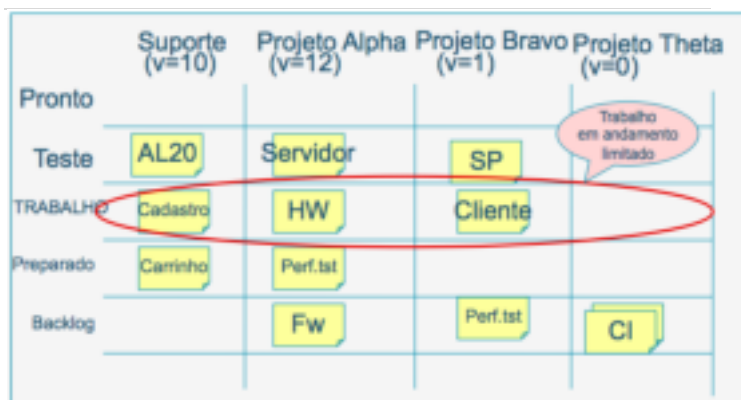 Suporte Projeto Alpha Projeto Bravo Projeto Theta
(v=10) (v=12) (v=1) (v=0)
Pronto
Trabalho
em andamento
limitado
Teste AL20 Servidor SP
TRABALHO Cadastro HW Cliente
Preparado Carrinho Perf.tst
Backlog Fw Perf.tst CI